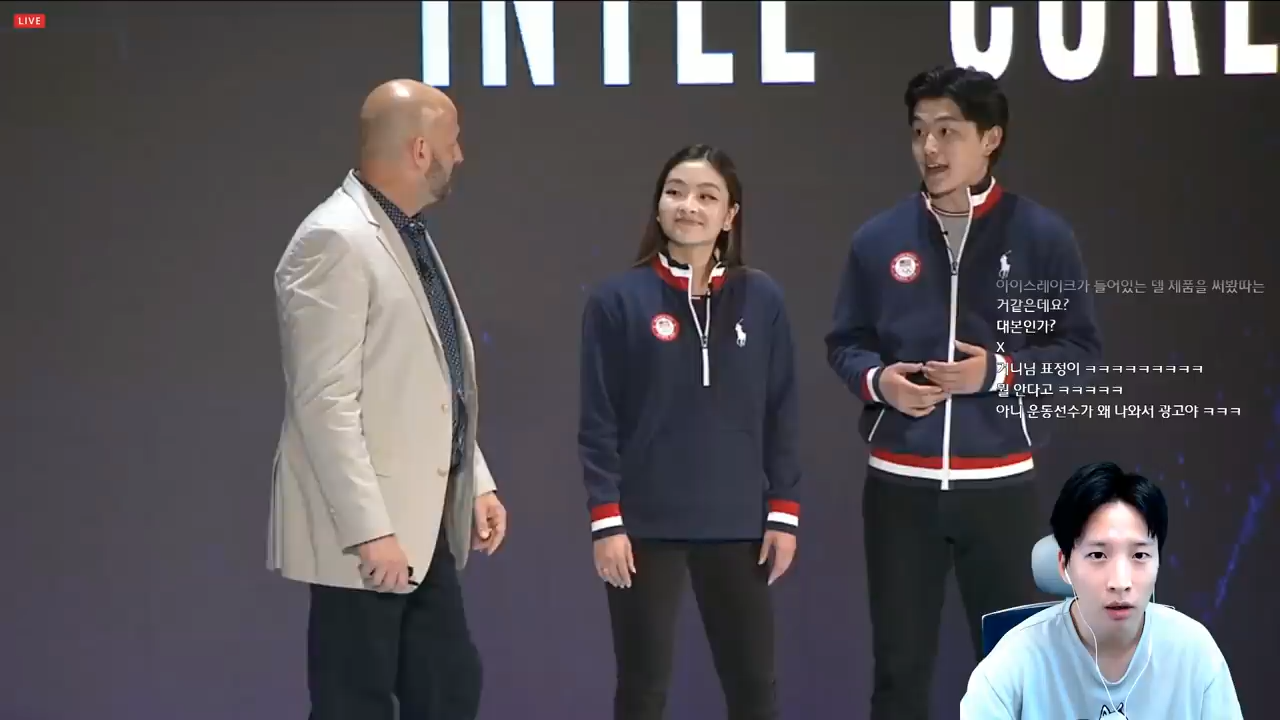 LIVE
INTEL CORE
아이스레이크가 들어있는 델 제품을 써봤따는
거같은데요?
대본인가?
X
기니님 표정이 ㅋㅋㅋㅋㅋㅋㅋㅋㅋ
뭘 안다고 ㅋㅋㅋㅋㅋ
아니 운동선수가 왜 나와서 광고야 ㅋㅋㅋ